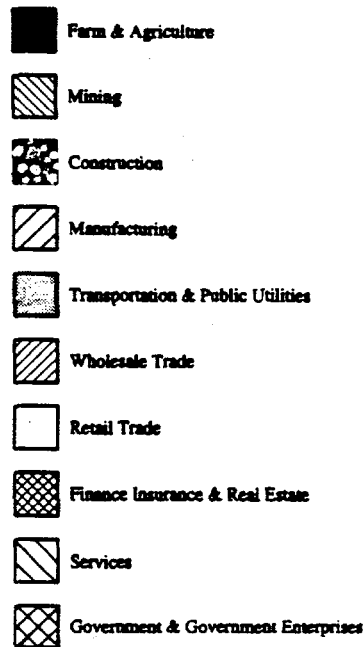 Farm & Agriculture
Mining
Construction
Manufacturing
Transportation & Public Utilities
Wholesale Trade
Retail Trade
Finance Insurance & Real Estate
Services
Government & Government Enterprises